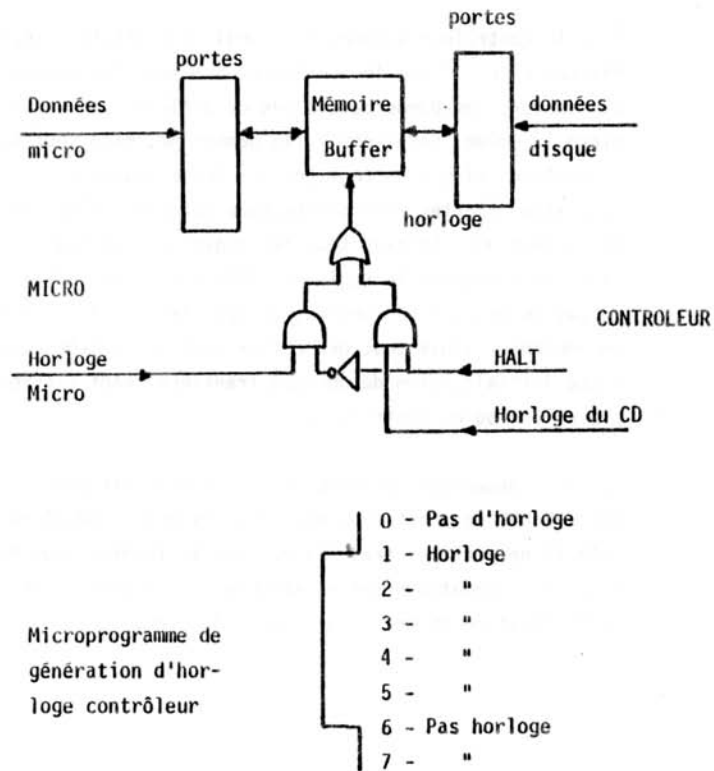 portes
portes
Données
micro
Mémoire
Buffer
données
disque
horloge
MICRO
CONTROLEUR
Horloge
Micro
HALT
Horloge du CD
0 - Pas d'horloge
1 - Horloge
2 - "
3 - "
4 - "
5 - "
6 - Pas horloge
7 - "
Microprogramme de
génération d'hor-
loge contrôleur